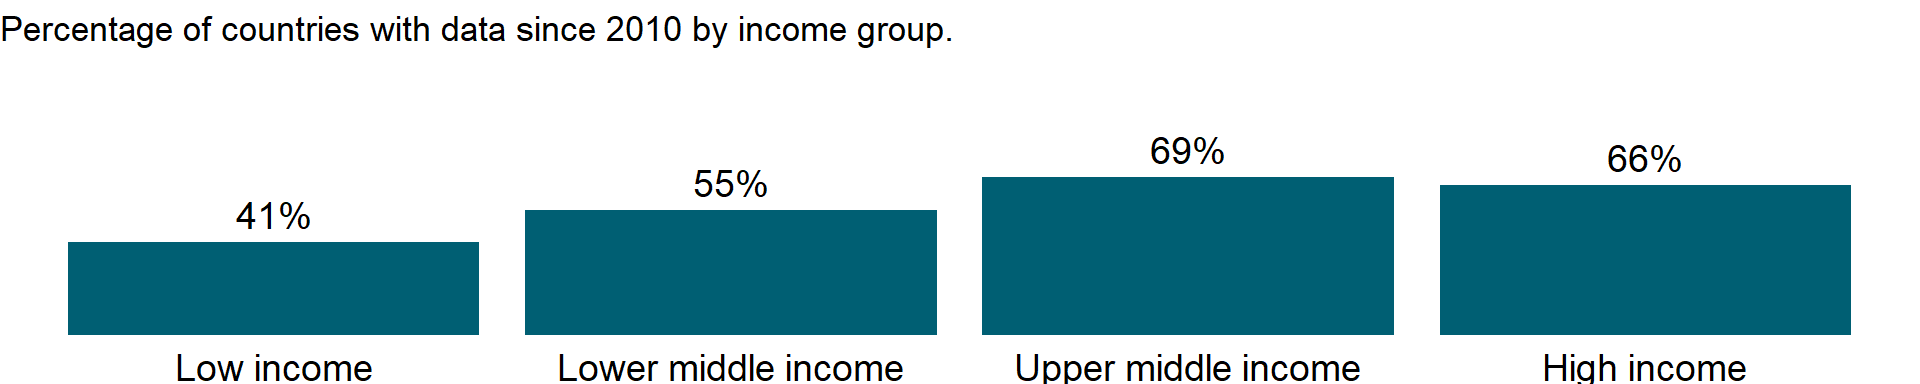 Percentage of countries with data since 2010 by income group.
41%
55%
69%
66%
Low income
Lower middle income
Upper middle income
High income